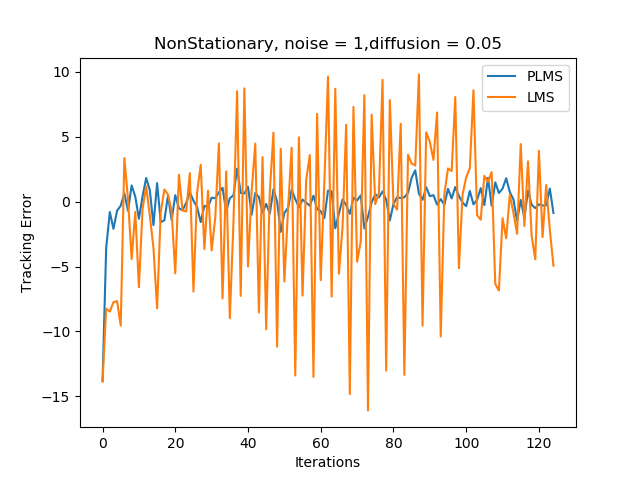 NonStationary, noise = 1,diffusion = 0.05
PLMS
LMS
10
5
0
−5
−10
−15
Tracking Error
0 20 40 60 80 100 120
Iterations